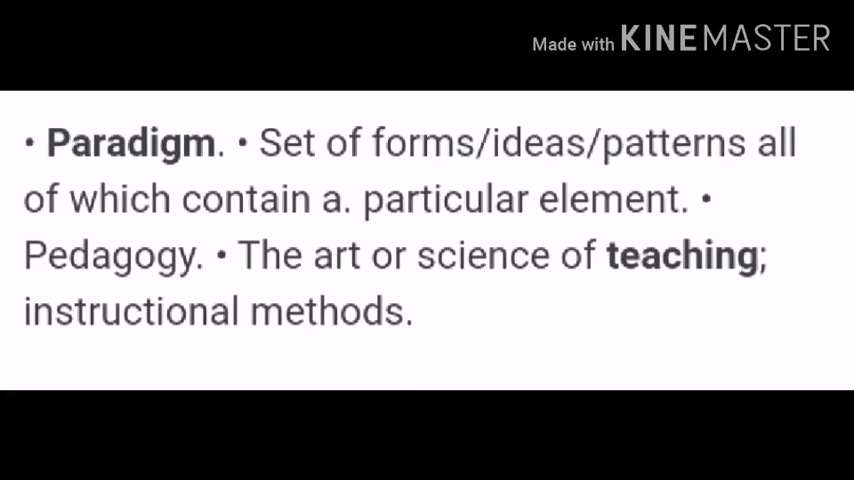 Made with KINEMASTER
• Paradigm. • Set of forms/ideas/patterns all
of which contain a. particular element. •
Pedagogy. • The art or science of teaching;
instructional methods.